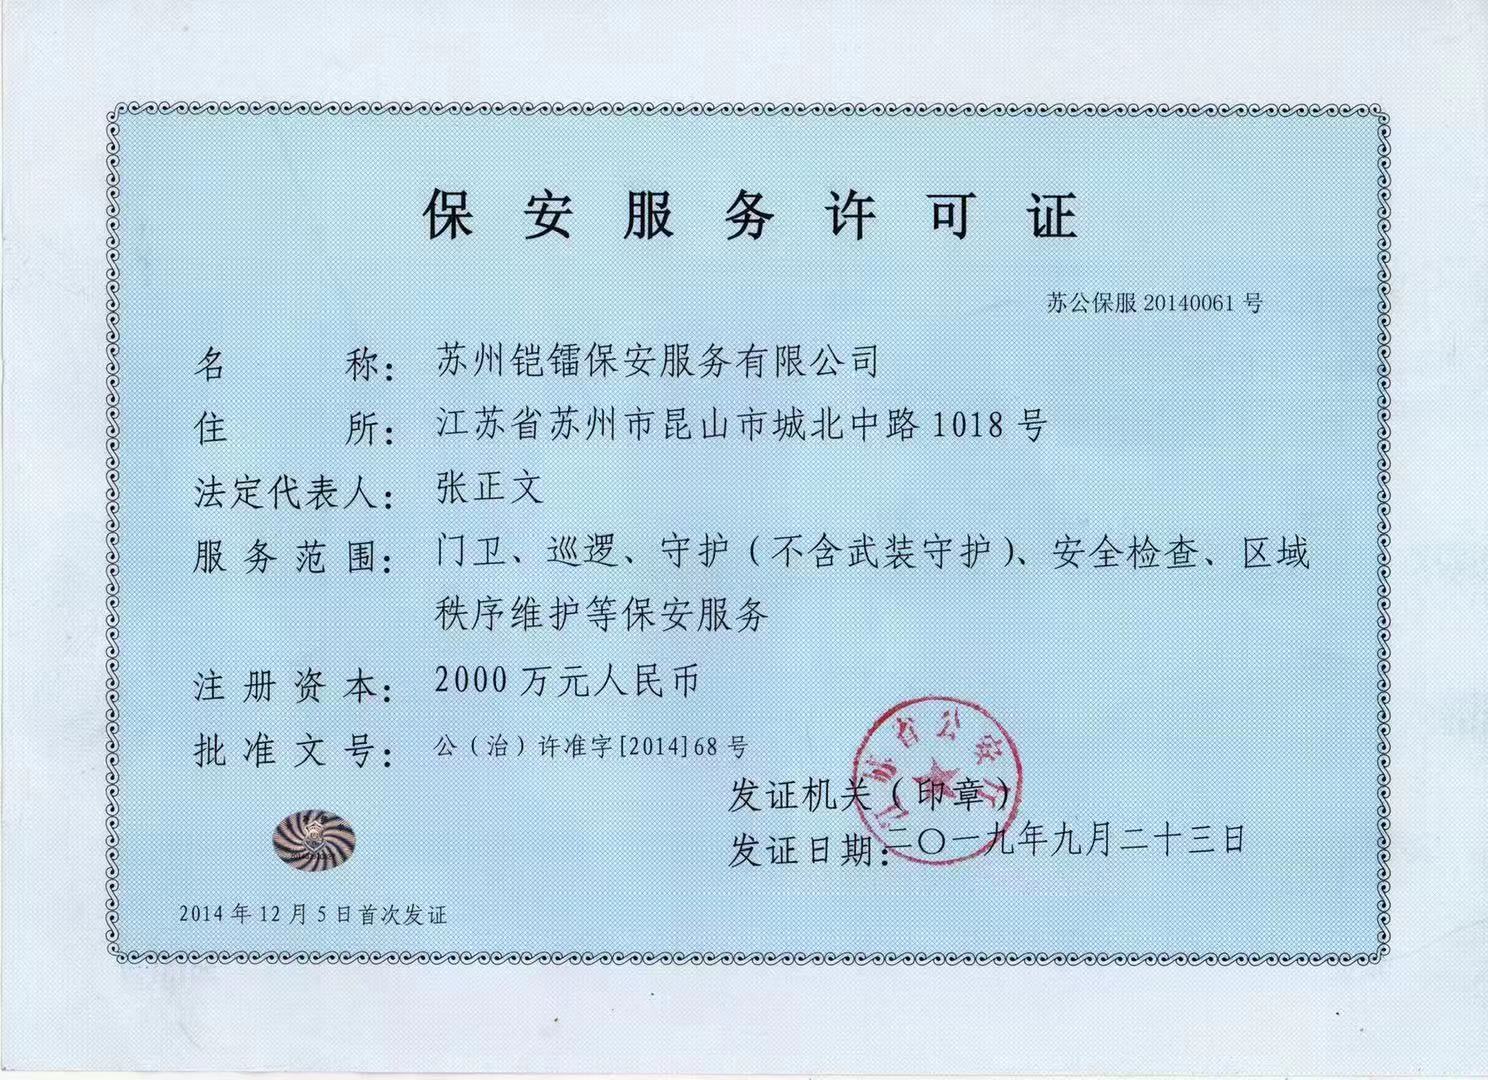 保安服务许可证
苏公保服 20140061 号
名称：苏州铠镭保安服务有限公司
住所：江苏省苏州市昆山市城北中路 1018 号
法定代表人：张正文
服务范围：门卫、巡逻、守护（不含武装守护）、安全检查、区域
秩序维护等保安服务
注册资本：2000 万元人民币
批准文号：公（治）许准字[2014]68 号
江苏省公安厅
发证机关（印章）
发证日期：二〇一九年九月二十三日
2014 年 12 月 5 日首次发证